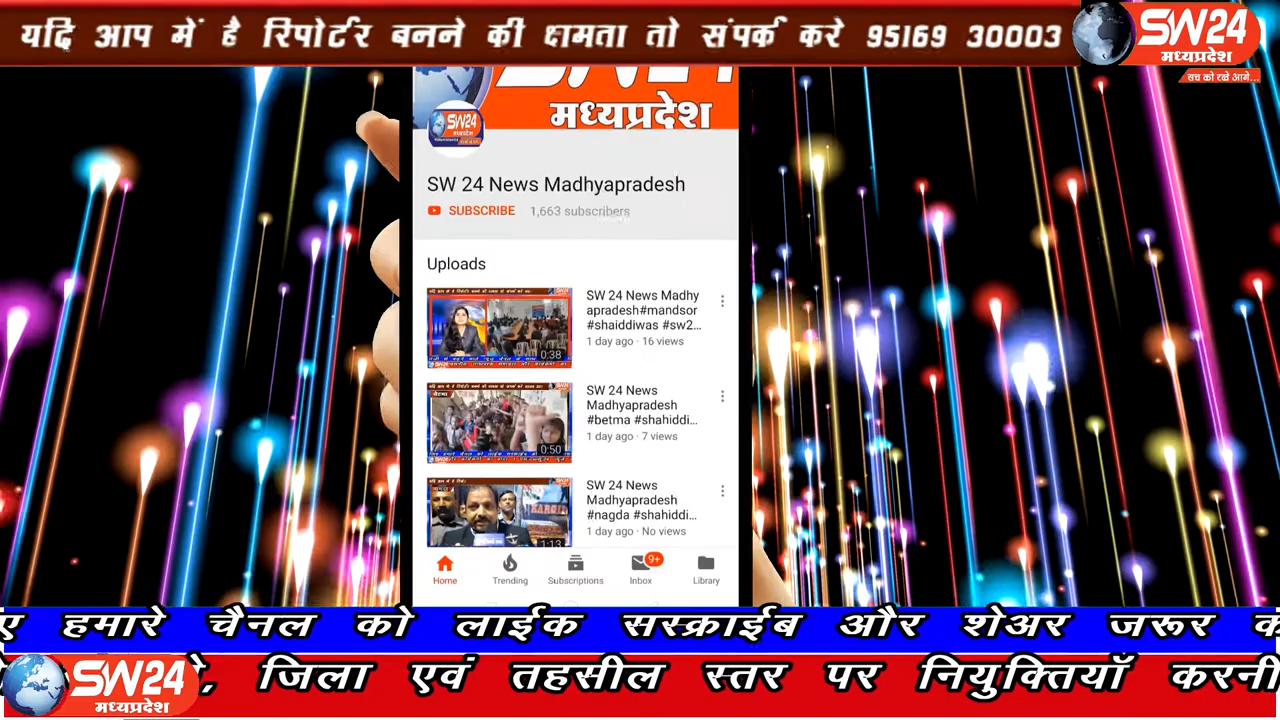 यदि आप में है रिपोर्टर बनने की क्षमता तो संपर्क करे 95169 30003
SW24
मध्यप्रदेश
सच को रखे आगे...
मध्यप्रदेश
SW24
SW 24 News Madhyapradesh
SUBSCRIBE 1,663 subscribers
Uploads
SW 24 News Madhy
apradesh#mandsor
#shaiddiwas #sw2...
1 day ago · 16 views
0:38
SW 24 News
Madhyapradesh
#betma #shahiddi...
1 day ago · 7 views
0:50
SW 24 News
Madhyapradesh
#nagda #shahiddi...
1 day ago · No views
1:13
9+
Home Trending Subscriptions Inbox Library
ए हमारे चैनल को लाईक सस्क्राईब और शेअर जरूर क
SW24
मध्यप्रदेश
, जिला एवं तहसील स्तर पर नियुक्तियाँ करनी